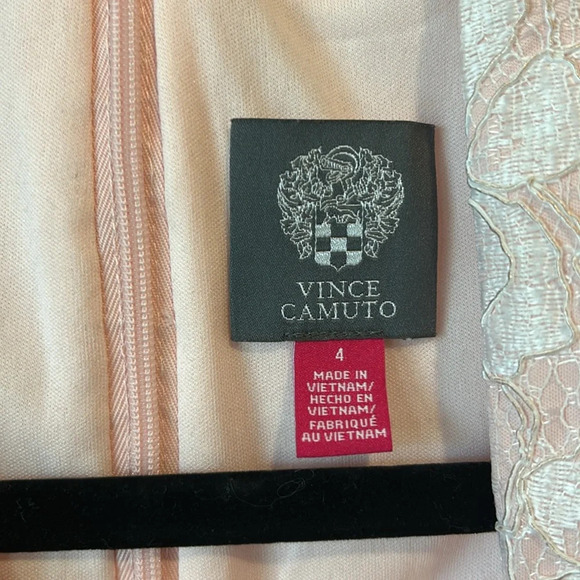 VINCE
CAMUTO
4
MADE IN
VIETNAM/
HECHO EN
VIETNAM/
FABRIQUÉ
AU VIETNAM